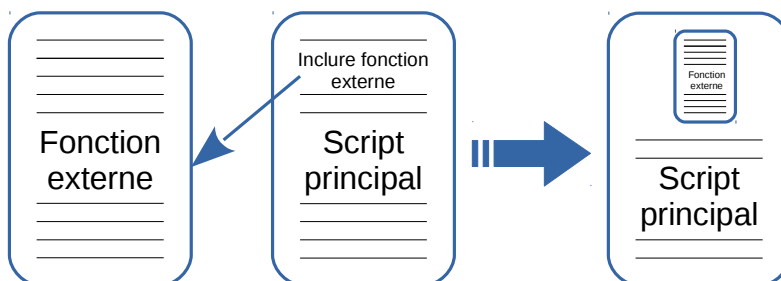 Fonction
externe
Inclure fonction
externe
Script
principal
Fonction
externe
Script
principal